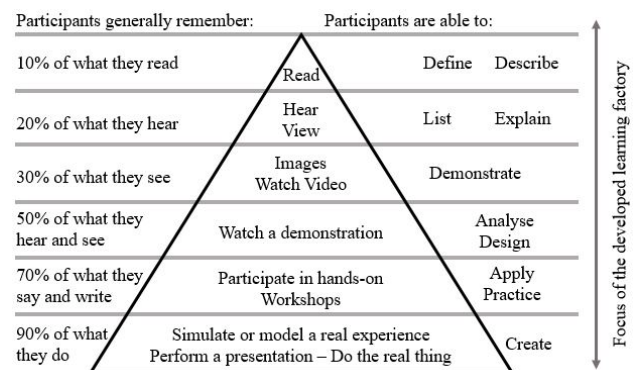 Participants generally remember: Participants are able to:
10% of what they read
Read
Define Describe
20% of what they hear
Hear
View
List Explain
30% of what they see
Images
Watch Video
Demonstrate
50% of what they
hear and see
Watch a demonstration
Analyse
Design
70% of what they
say and write
Participate in hands-on
Workshops
Apply
Practice
90% of what
they do
Simulate or model a real experience
Perform a presentation – Do the real thing
Create
Focus of the developed learning factory